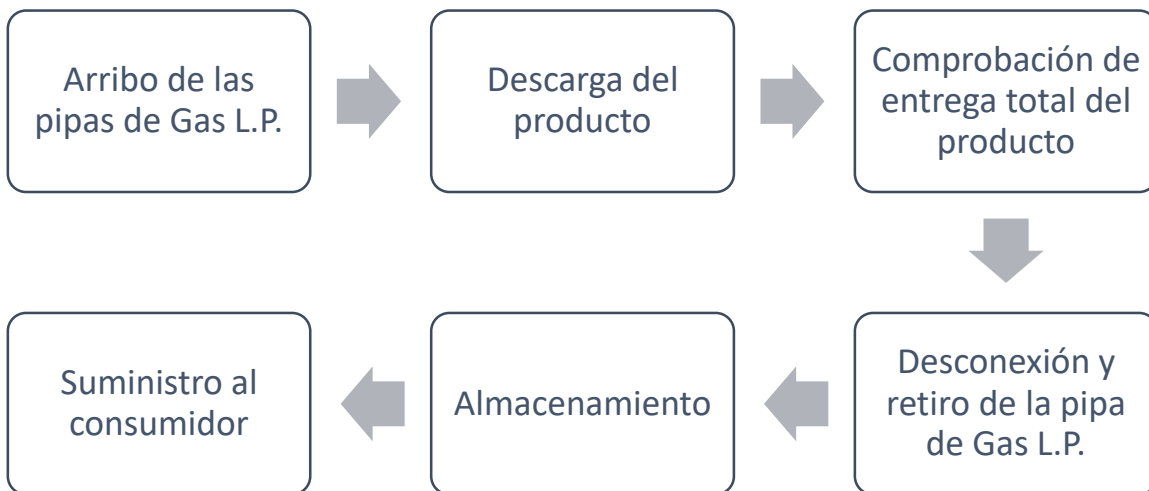 Arribo de las
pipas de Gas L.P.
Descarga del
producto
Comprobación de
entrega total del
producto
Desconexión y
retiro de la pipa
de Gas L.P.
Almacenamiento
Suministro al
consumidor